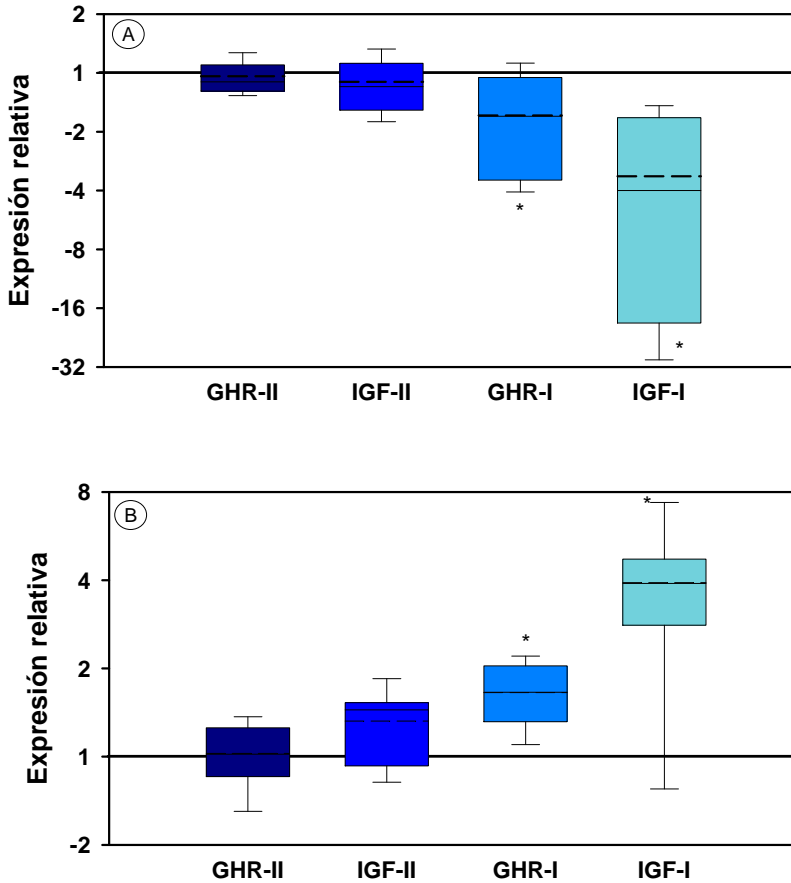 2
A
1
-2
-4
-8
-16
-32
Expresión relativa
*
*
GHR-II IGF-II GHR-I IGF-I
8
B
4
2
1
-2
Expresión relativa
*
*
GHR-II IGF-II GHR-I IGF-I